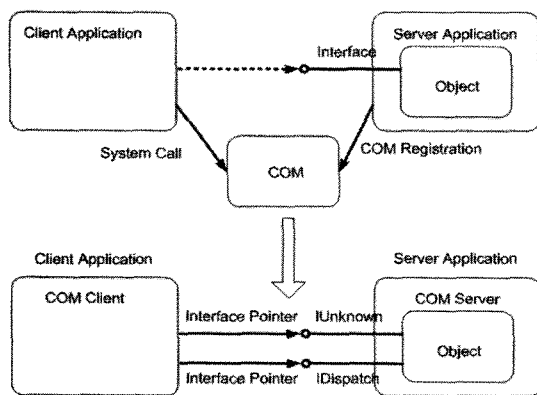 Client Application
Server Application
Interface
Object
System Call
COM Registration
COM
Client Application
Server Application
COM Client
COM Server
Interface Pointer
IUnknown
Object
Interface Pointer
IDispatch